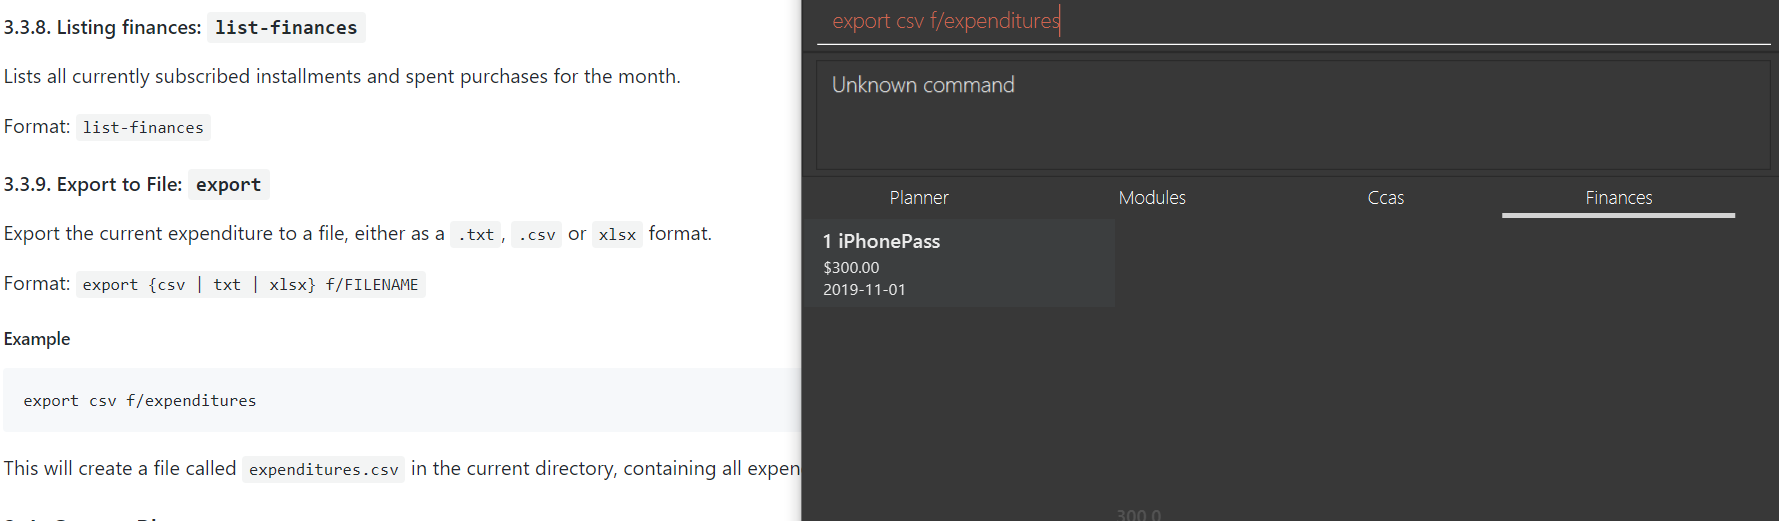 3.3.8. Listing finances: list-finances
Lists all currently subscribed installments and spent purchases for the month.
Format: list-finances
3.3.9. Export to File: export
Export the current expenditure to a file, either as a .txt, .csv or xlsx format.
Format: export {csv | txt | xlsx} f/FILENAME
Example
export csv f/expenditures
This will create a file called expenditures.csv in the current directory, containing all expen
export csv f/expenditures
Unknown command
Planner Modules Ccas Finances
1 iPhonePass
$300.00
2019-11-01
300.0